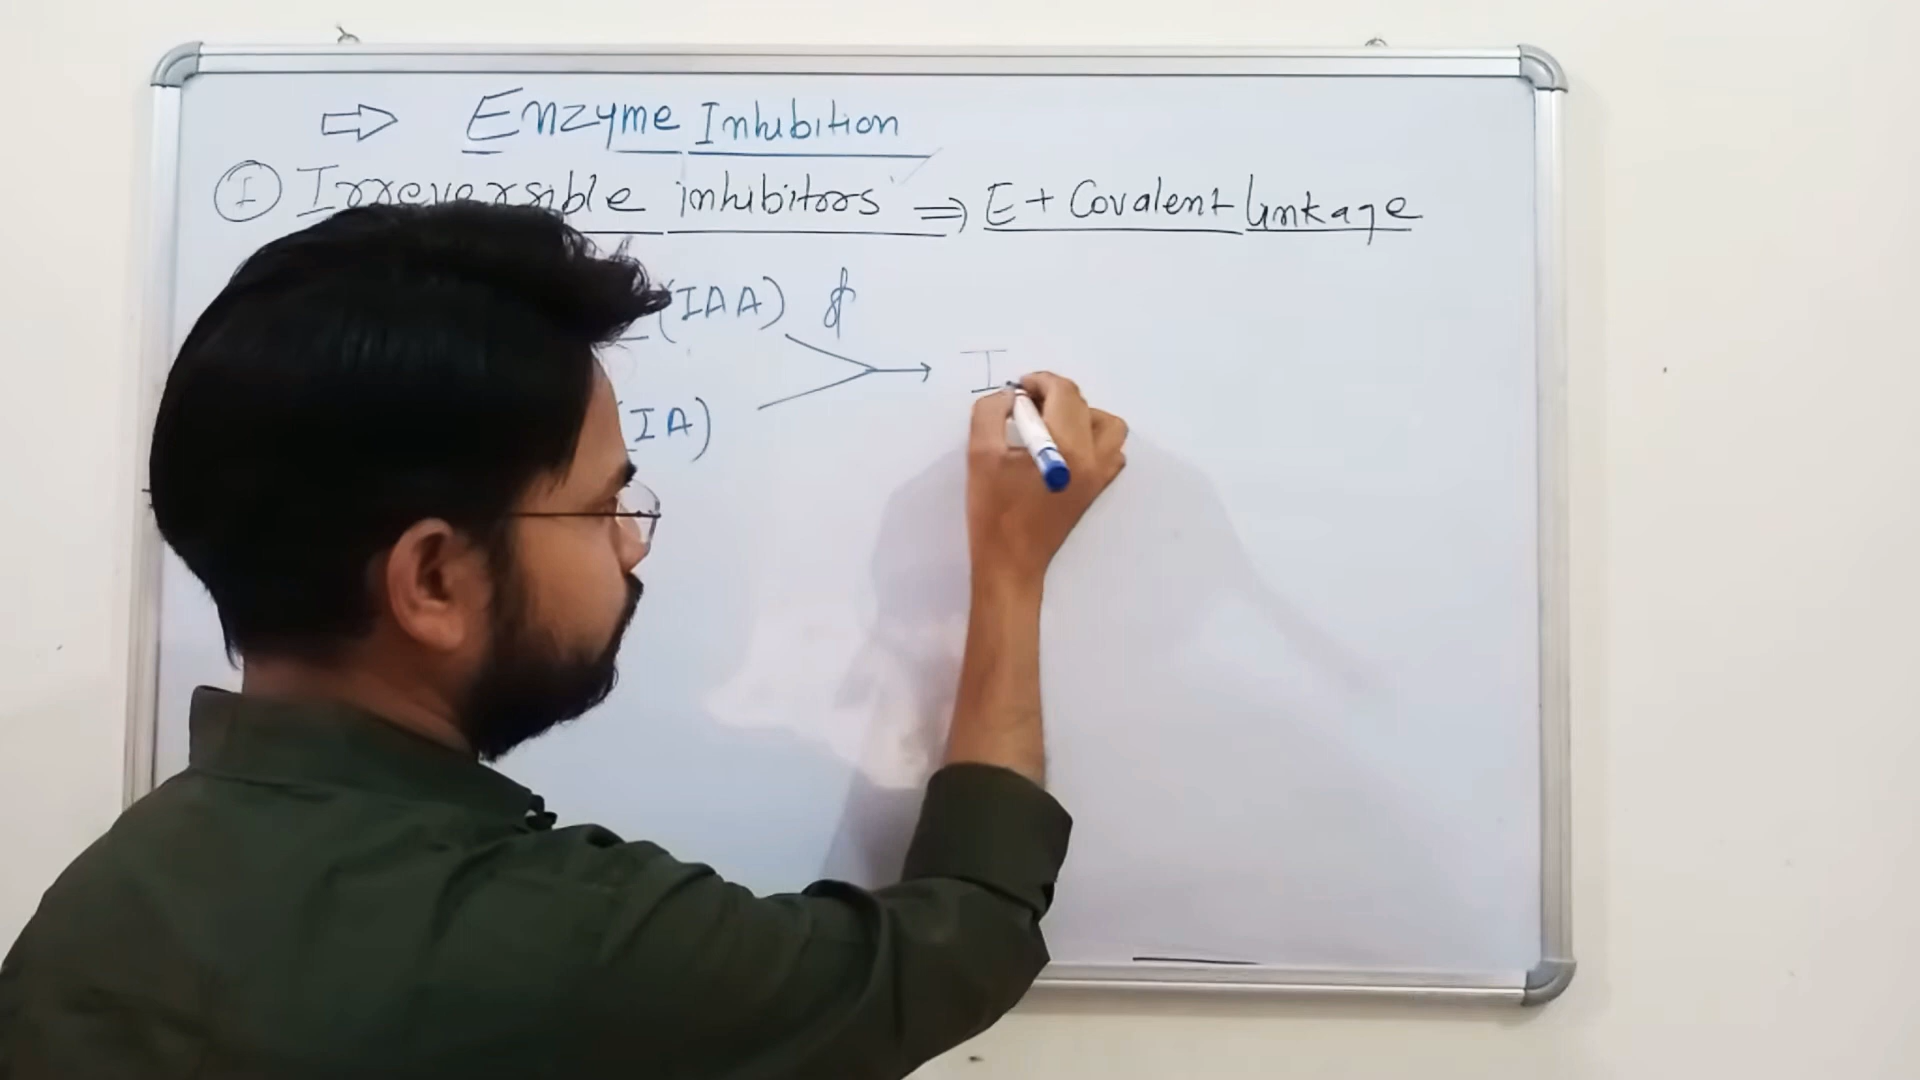 ⇨ Enzyme Inhibition
① Irreversible inhibitors ⇒ E + Covalent linkage
(IAA) &
→ I
(IA)